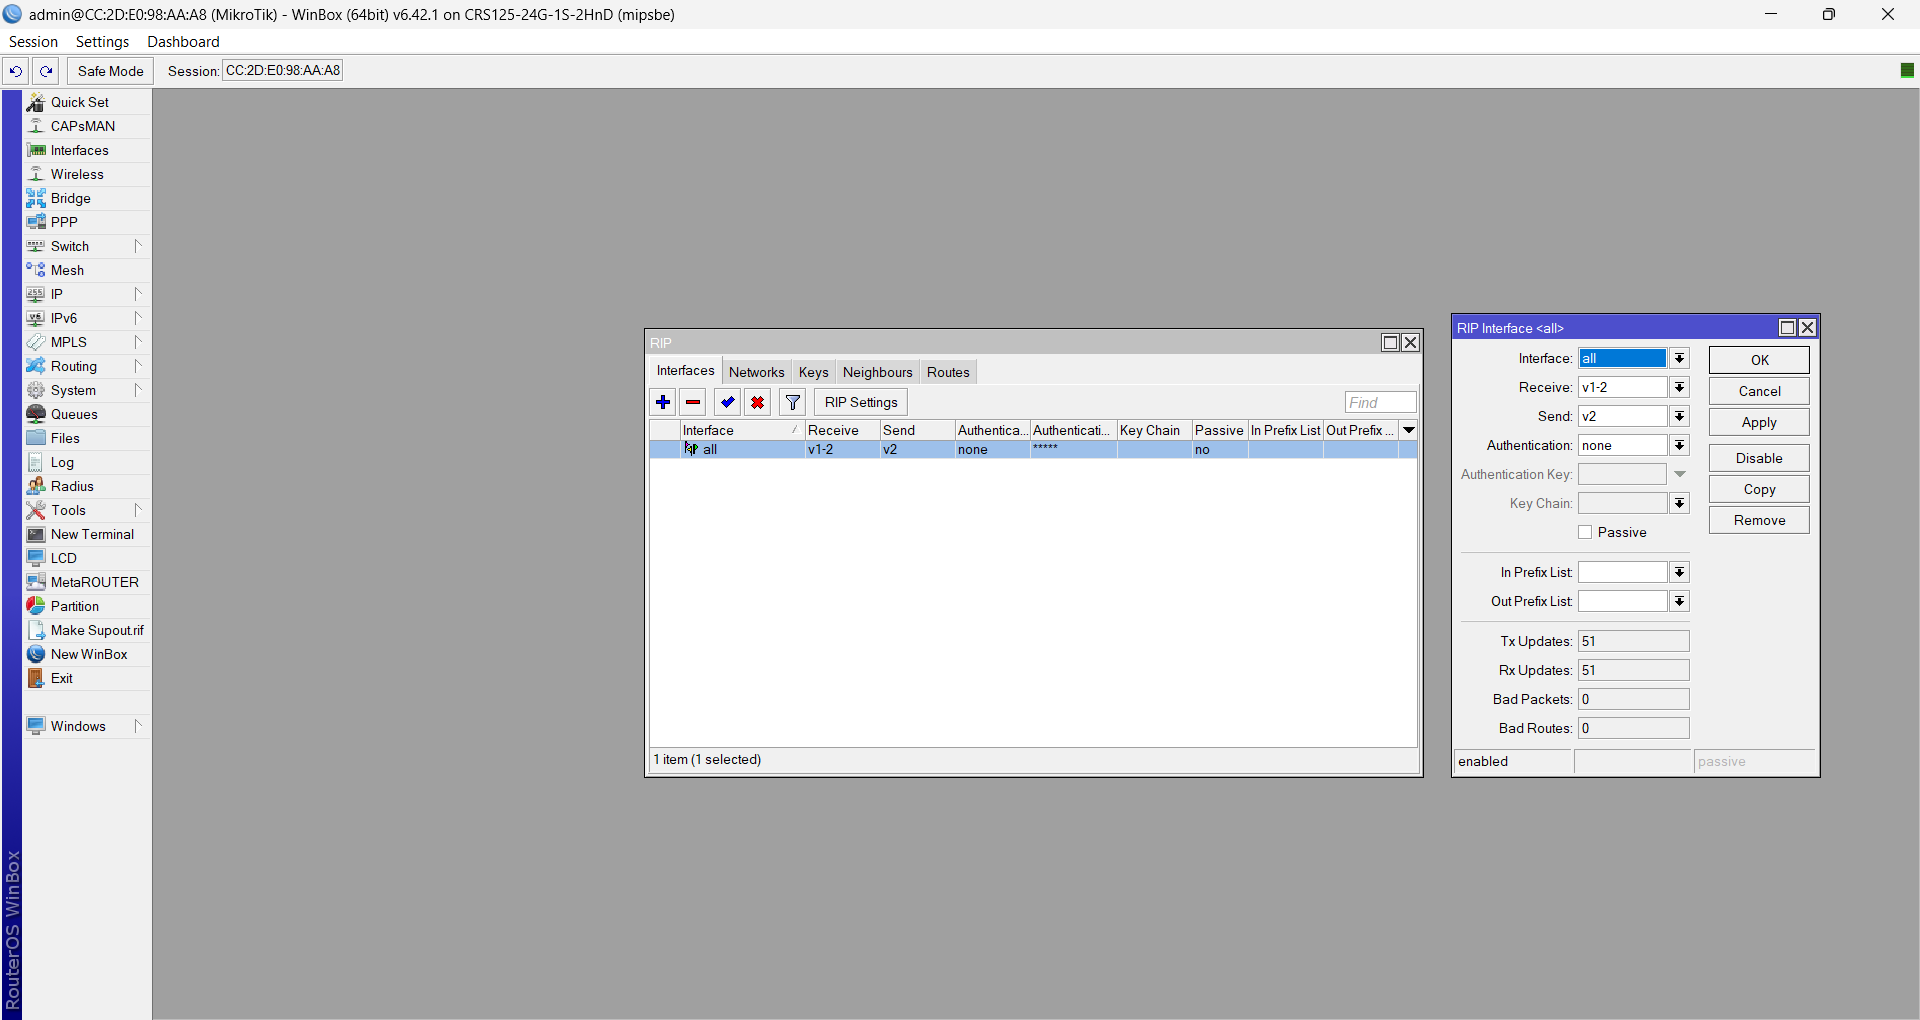 admin@CC:2D:E0:98:AA:A8 (MikroTik) - WinBox (64bit) v6.42.1 on CRS125-24G-1S-2HnD (mipsbe)
Session Settings Dashboard
Safe Mode Session: CC:2D:E0:98:AA:A8
Quick Set
CAPsMAN
Interfaces
Wireless
Bridge
PPP
Switch
Mesh
IP
IPv6
MPLS
Routing
System
Queues
Files
Log
Radius
Tools
New Terminal
LCD
MetaROUTER
Partition
Make Supout.rif
New WinBox
Exit
Windows
RouterOS WinBox
RIP
Interfaces Networks Keys Neighbours Routes
RIP Settings Find
Interface Receive Send Authentica... Authenticati... Key Chain Passive In Prefix List Out Prefix ...
all v1-2 v2 none ***** no
1 item (1 selected)
RIP Interface <all>
Interface: all
Receive: v1-2
Send: v2
Authentication: none
Authentication Key:
Key Chain:
Passive
In Prefix List:
Out Prefix List:
Tx Updates: 51
Rx Updates: 51
Bad Packets: 0
Bad Routes: 0
OK
Cancel
Apply
Disable
Copy
Remove
enabled passive